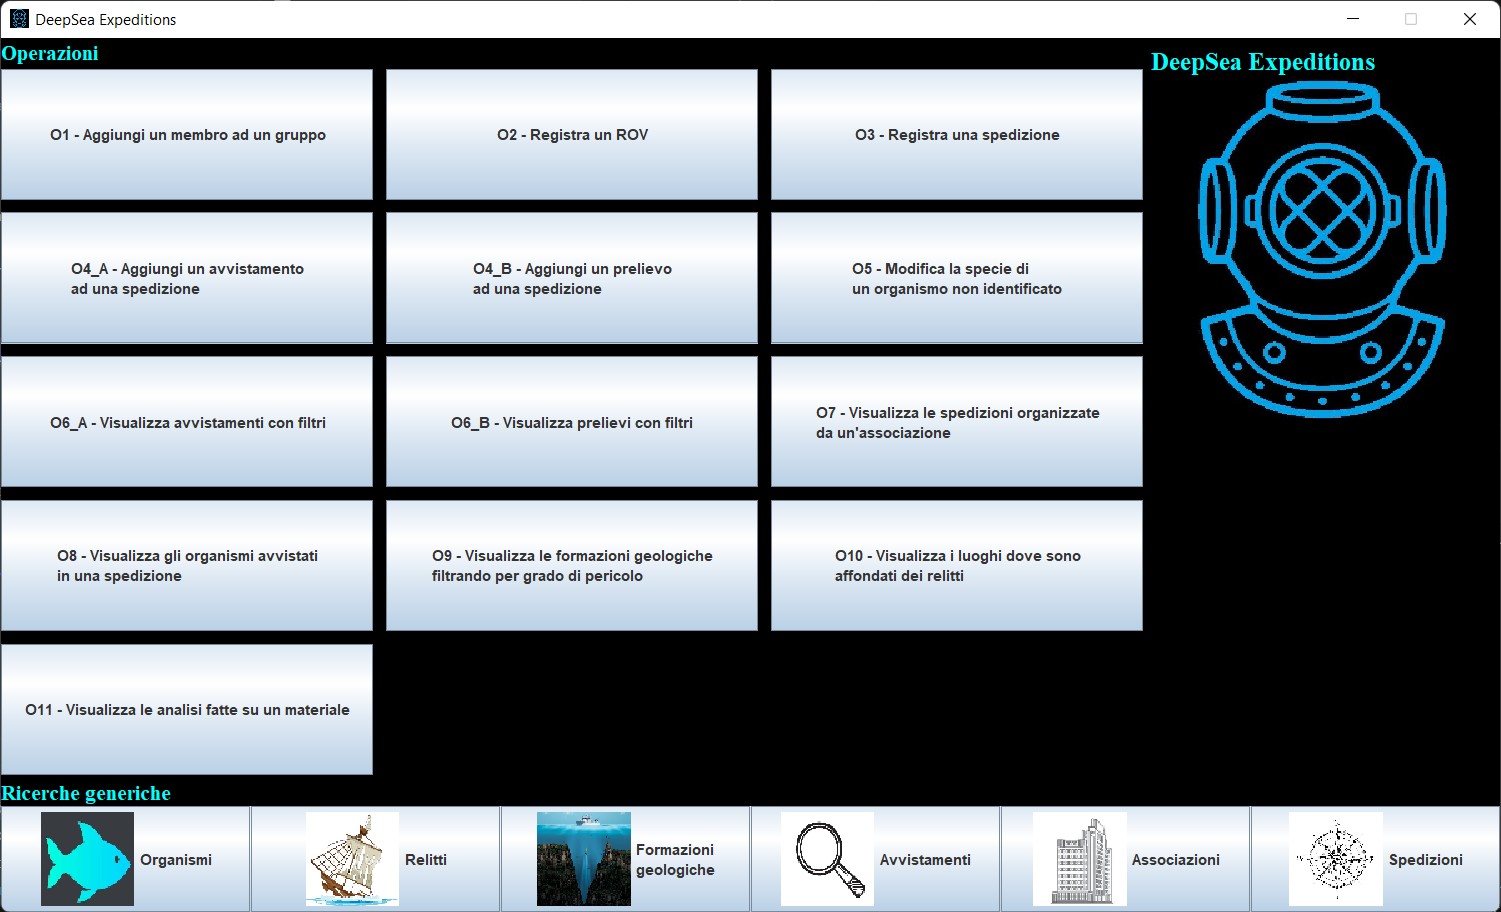 DeepSea Expeditions
Operazioni
DeepSea Expeditions
O1 - Aggiungi un membro ad un gruppo
O2 - Registra un ROV
O3 - Registra una spedizione
O4_A - Aggiungi un avvistamento
ad una spedizione
O4_B - Aggiungi un prelievo
ad una spedizione
O5 - Modifica la specie di
un organismo non identificato
O6_A - Visualizza avvistamenti con filtri
O6_B - Visualizza prelievi con filtri
O7 - Visualizza le spedizioni organizzate
da un'associazione
O8 - Visualizza gli organismi avvistati
in una spedizione
O9 - Visualizza le formazioni geologiche
filtrando per grado di pericolo
O10 - Visualizza i luoghi dove sono
affondati dei relitti
O11 - Visualizza le analisi fatte su un materiale
Ricerche generiche
Organismi
Relitti
Formazioni
geologiche
Avvistamenti
Associazioni
Spedizioni